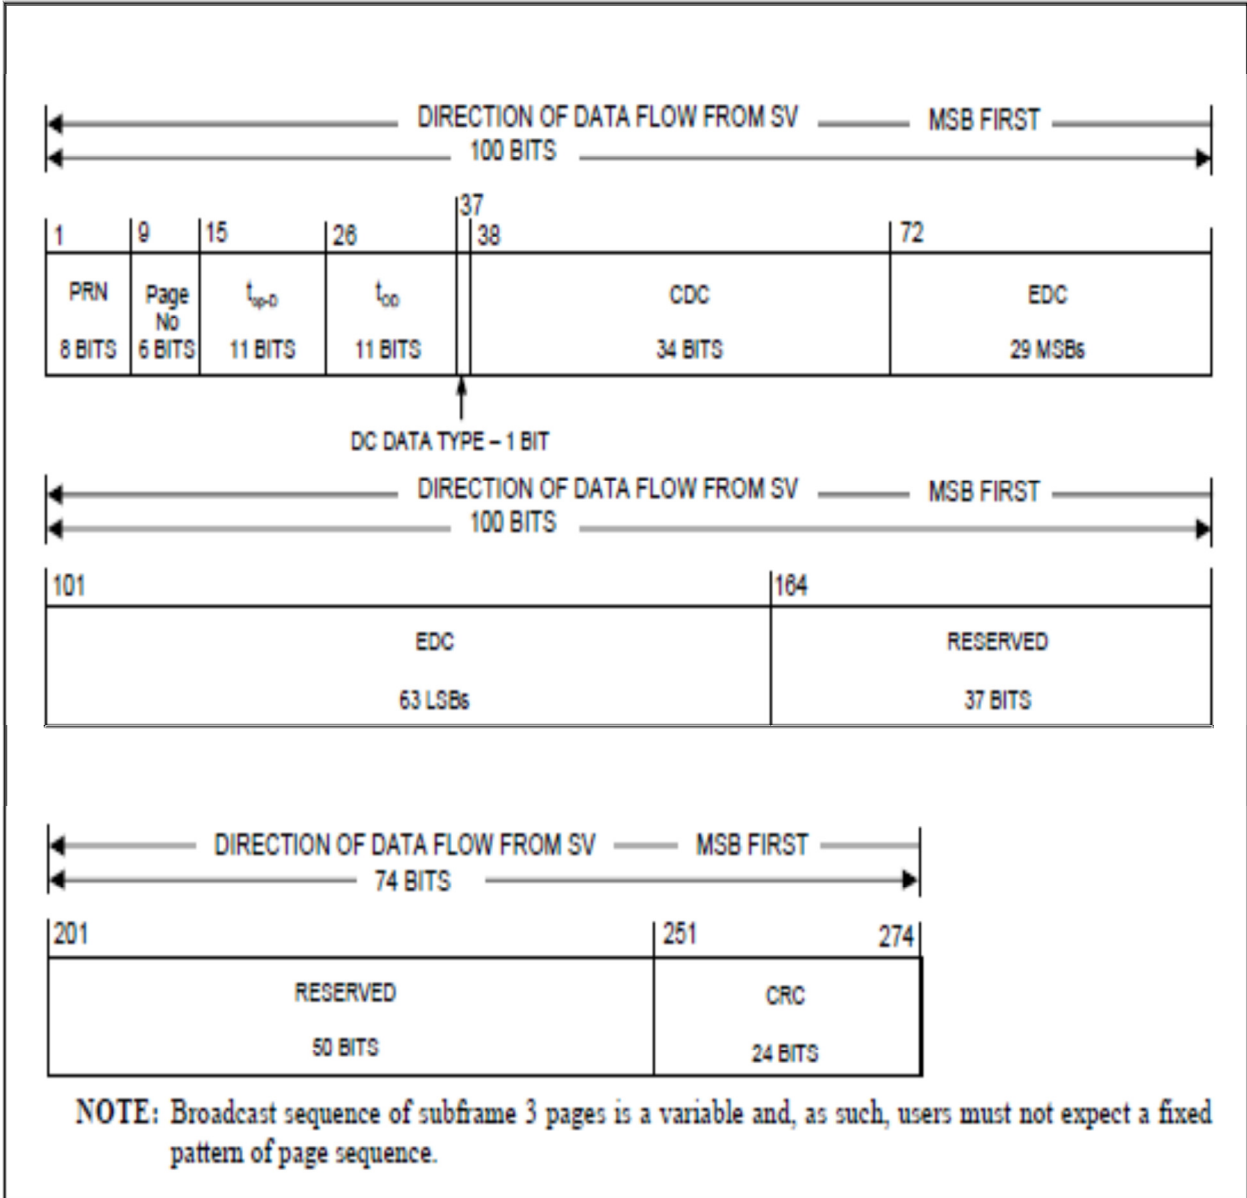 DIRECTION OF DATA FLOW FROM SV MSB FIRST
100 BITS
1 9 15 26 37 38 72
PRN Page No t_op-D t_OD CDC EDC
8 BITS 6 BITS 11 BITS 11 BITS 34 BITS 29 MSBs
DC DATA TYPE – 1 BIT
DIRECTION OF DATA FLOW FROM SV MSB FIRST
100 BITS
101 164
EDC RESERVED
63 LSBs 37 BITS
DIRECTION OF DATA FLOW FROM SV MSB FIRST
74 BITS
201 251 274
RESERVED CRC
50 BITS 24 BITS
NOTE: Broadcast sequence of subframe 3 pages is a variable and, as such, users must not expect a fixed
pattern of page sequence.